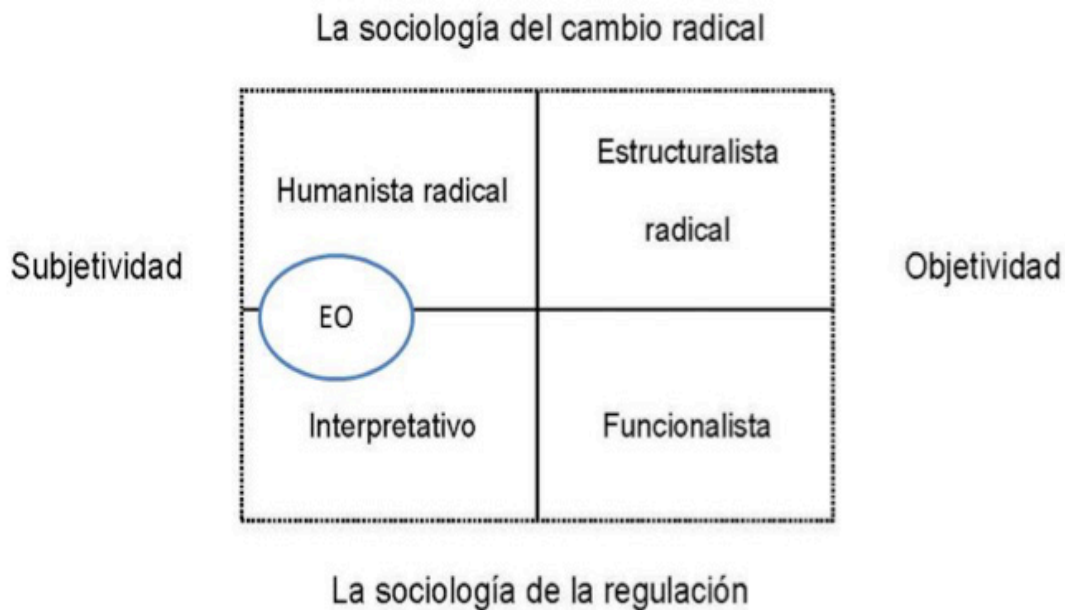 La sociología del cambio radical
Humanista radical
Estructuralista
radical
Subjetividad
Objetividad
EO
Interpretativo
Funcionalista
La sociología de la regulación